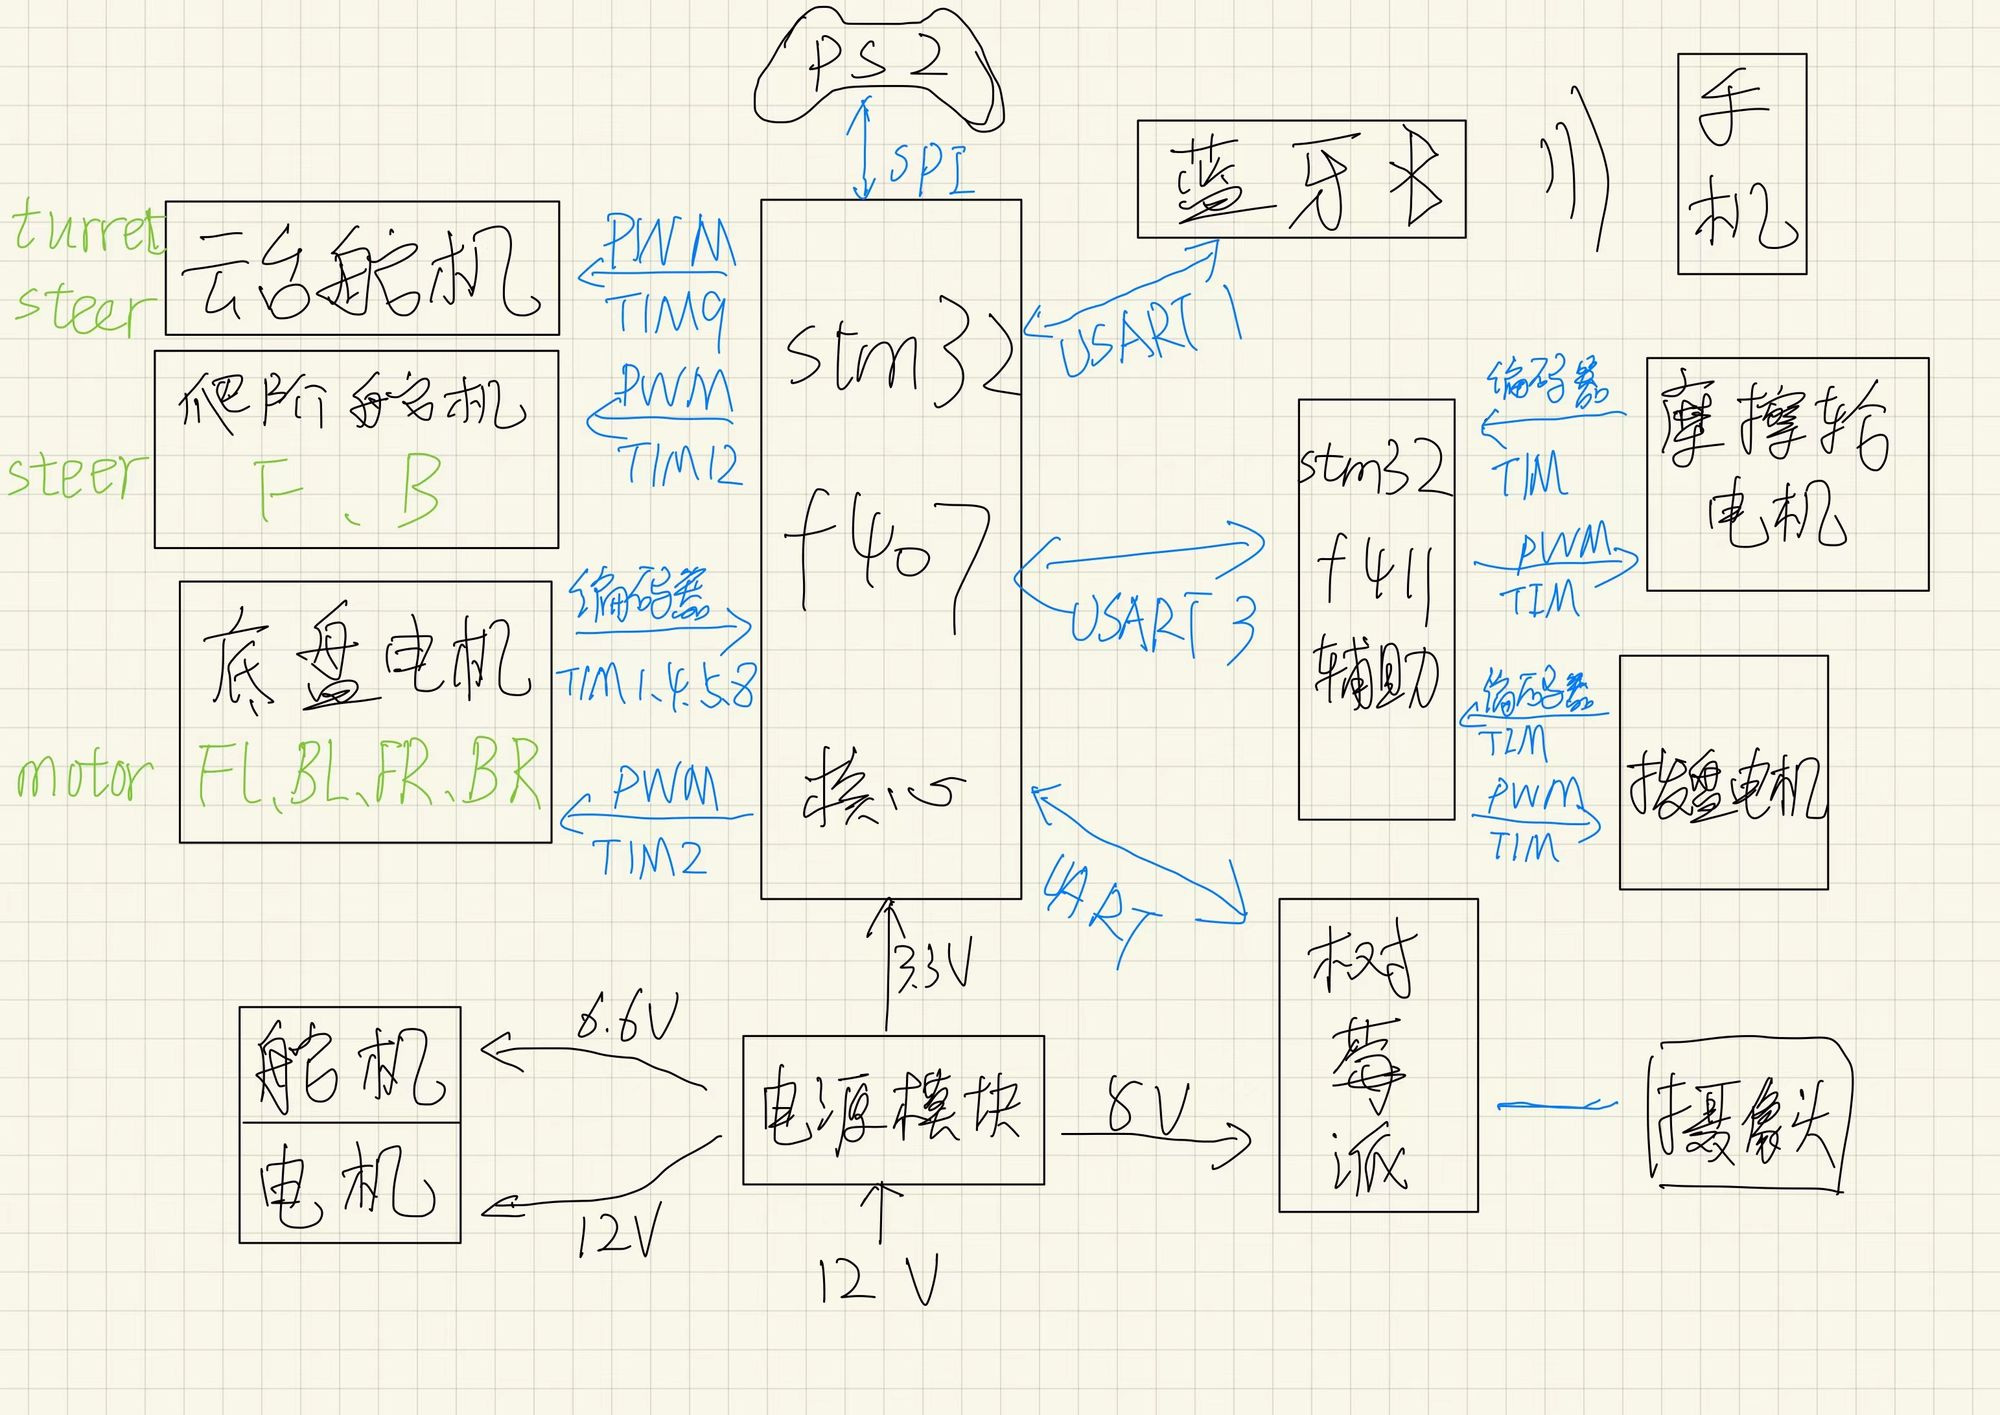 PS2
SPI
蓝牙
手机
turret
steer
云台舵机
PWM
TIM9
stm32
f407
核心
USART 1
steer
爬阶舵机
F、B
PWM
TIM12
编码器
TIM
摩擦轮
电机
PWM
TIM
stm32
f411
辅助
USART 3
底盘电机
motor
FL、BL、FR、BR
编码器
TIM1、4、5、8
PWM
TIM2
编码器
TIM
PWM
TIM
拨盘电机
UART
3.3V
树莓派
摄像头
舵机
电机
6.6V
12V
电源模块
12V